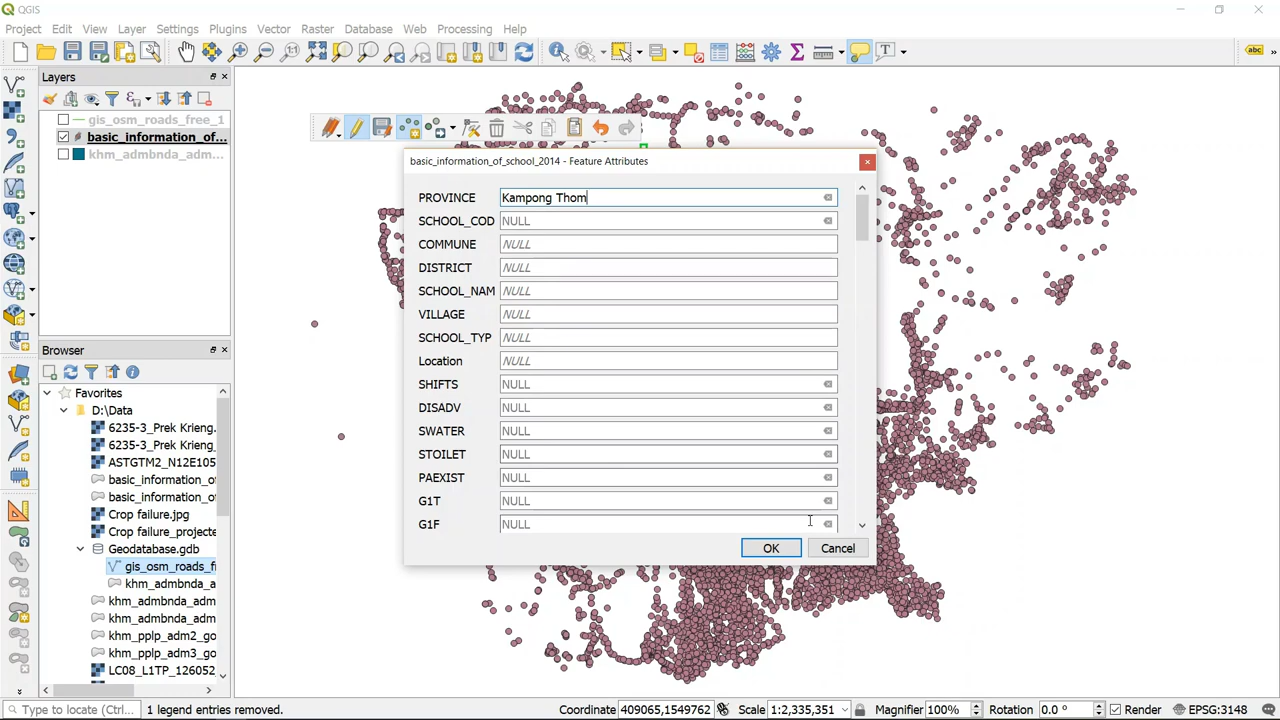 QGIS
Project Edit View Layer Settings Plugins Vector Raster Database Web Processing Help
abc
Layers
gis_osm_roads_free_1
basic_information_of...
khm_admbnda_adm...
basic_information_of_school_2014 - Feature Attributes
PROVINCE Kampong Thom
SCHOOL_COD NULL
COMMUNE NULL
DISTRICT NULL
SCHOOL_NAM NULL
VILLAGE NULL
SCHOOL_TYP NULL
Location NULL
SHIFTS NULL
DISADV NULL
SWATER NULL
STOILET NULL
PAEXIST NULL
G1T NULL
G1F NULL
OK Cancel
Browser
Favorites
D:\Data
6235-3_Prek Krieng.
6235-3_Prek Krieng_
ASTGTM2_N12E105
basic_information_of
basic_information_of
Crop failure.jpg
Crop failure_projecte
Geodatabase.gdb
gis_osm_roads_fr
khm_admbnda_a
khm_admbnda_adm
khm_admbnda_adm
khm_pplp_adm2_go
khm_pplp_adm3_go
LC08_L1TP_126052
Type to locate (Ctrl... 1 legend entries removed. Coordinate 409065,1549762 Scale 1:2,335,351 Magnifier 100% Rotation 0.0 ° Render EPSG:3148